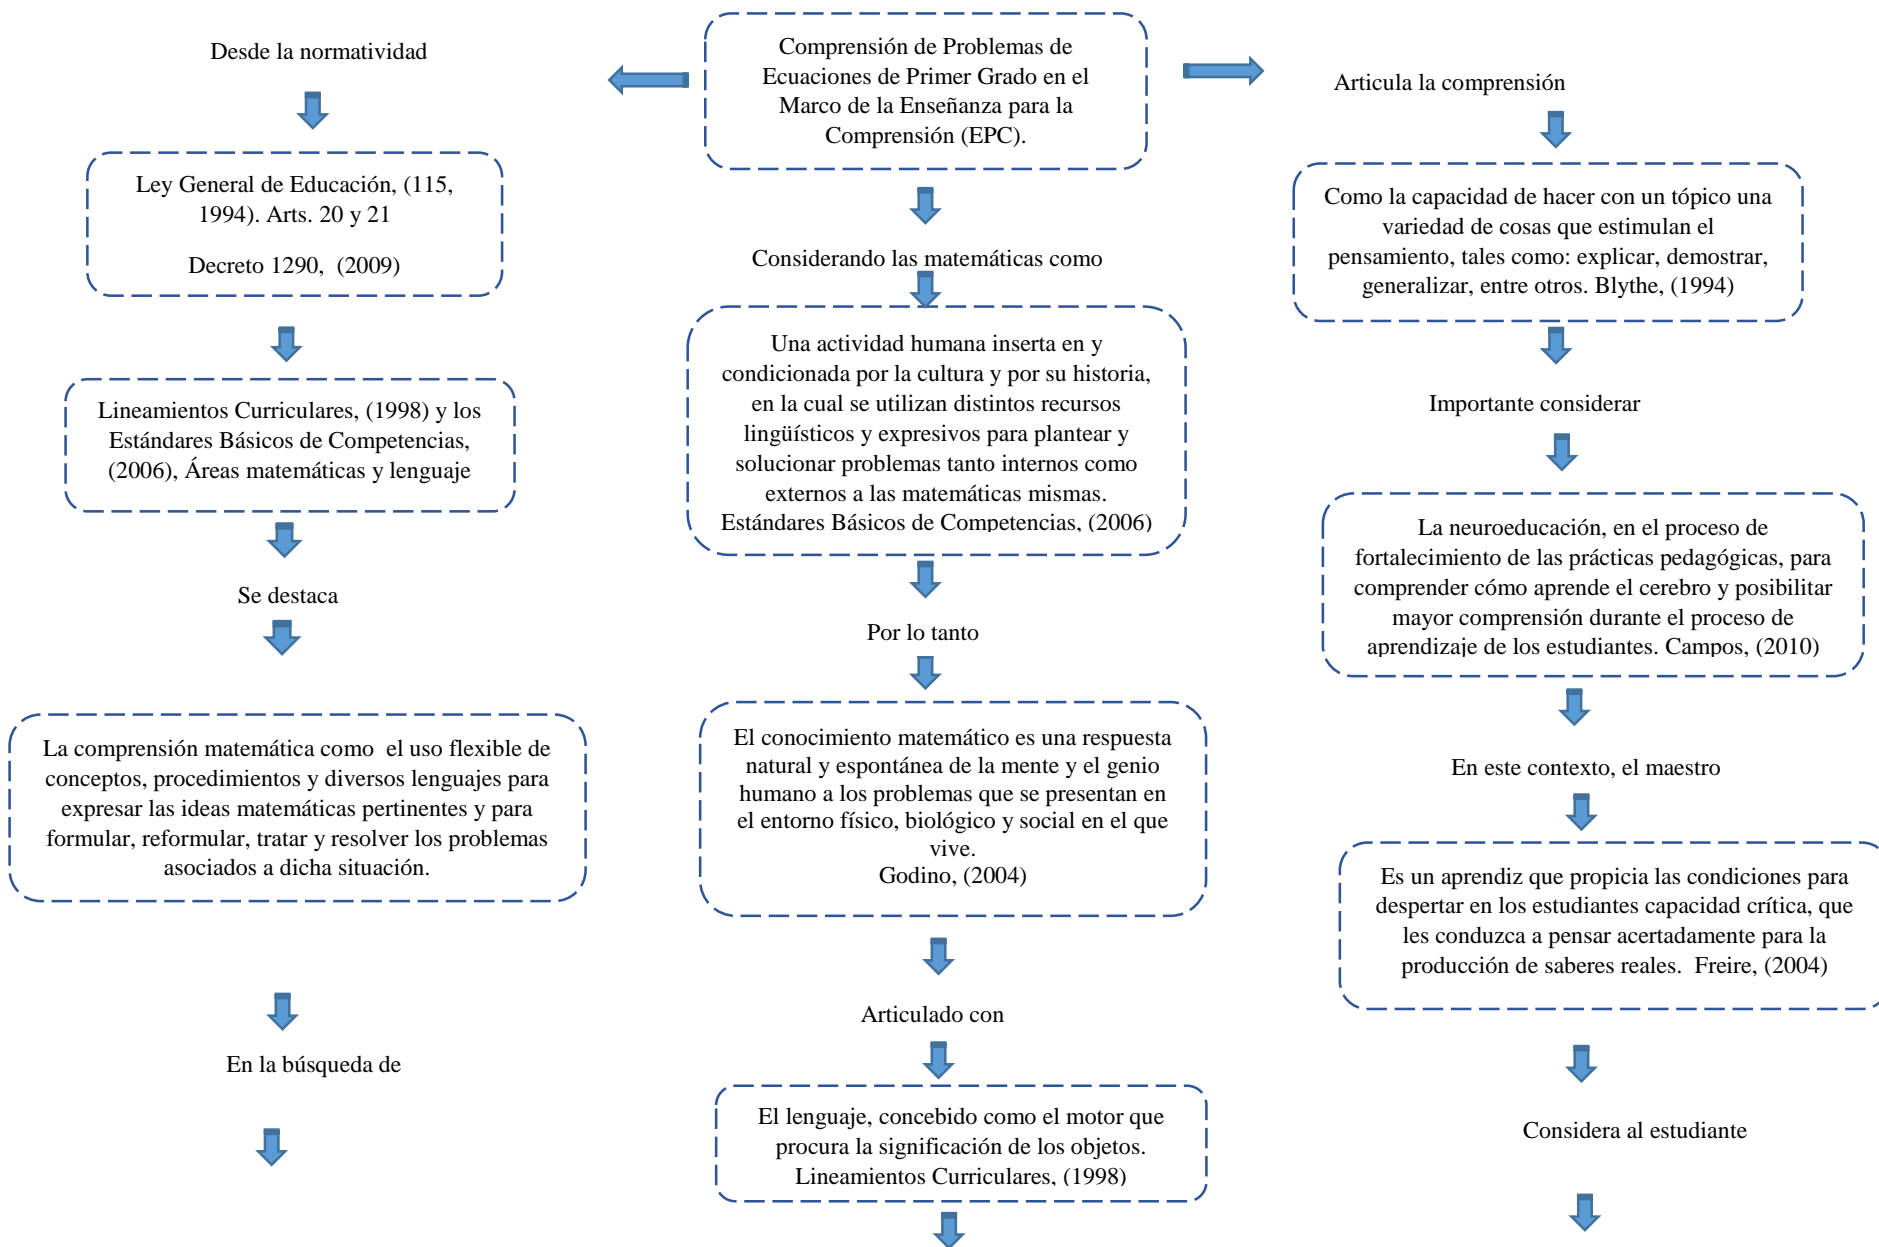 Desde la normatividad
Ley General de Educación, (115,
1994). Arts. 20 y 21
Decreto 1290,  (2009)
Lineamientos Curriculares, (1998) y los
Estándares Básicos de Competencias,
(2006), Áreas matemáticas y lenguaje
Se destaca
La comprensión matemática como  el uso flexible de
conceptos, procedimientos y diversos lenguajes para
expresar las ideas matemáticas pertinentes y para
formular, reformular, tratar y resolver los problemas
asociados a dicha situación.
En la búsqueda de
Comprensión de Problemas de
Ecuaciones de Primer Grado en el
Marco de la Enseñanza para la
Comprensión (EPC).
Considerando las matemáticas como
Una actividad humana inserta en y
condicionada por la cultura y por su historia,
en la cual se utilizan distintos recursos
lingüísticos y expresivos para plantear y
solucionar problemas tanto internos como
externos a las matemáticas mismas.
Estándares Básicos de Competencias, (2006)
Por lo tanto
El conocimiento matemático es una respuesta
natural y espontánea de la mente y el genio
humano a los problemas que se presentan en
el entorno físico, biológico y social en el que
vive.
Godino, (2004)
Articulado con
El lenguaje, concebido como el motor que
procura la significación de los objetos.
Lineamientos Curriculares, (1998)
Articula la comprensión
Como la capacidad de hacer con un tópico una
variedad de cosas que estimulan el
pensamiento, tales como: explicar, demostrar,
generalizar, entre otros. Blythe, (1994)
Importante considerar
La neuroeducación, en el proceso de
fortalecimiento de las prácticas pedagógicas, para
comprender cómo aprende el cerebro y posibilitar
mayor comprensión durante el proceso de
aprendizaje de los estudiantes. Campos, (2010)
En este contexto, el maestro
Es un aprendiz que propicia las condiciones para
despertar en los estudiantes capacidad crítica, que
les conduzca a pensar acertadamente para la
producción de saberes reales.  Freire, (2004)
Considera al estudiante